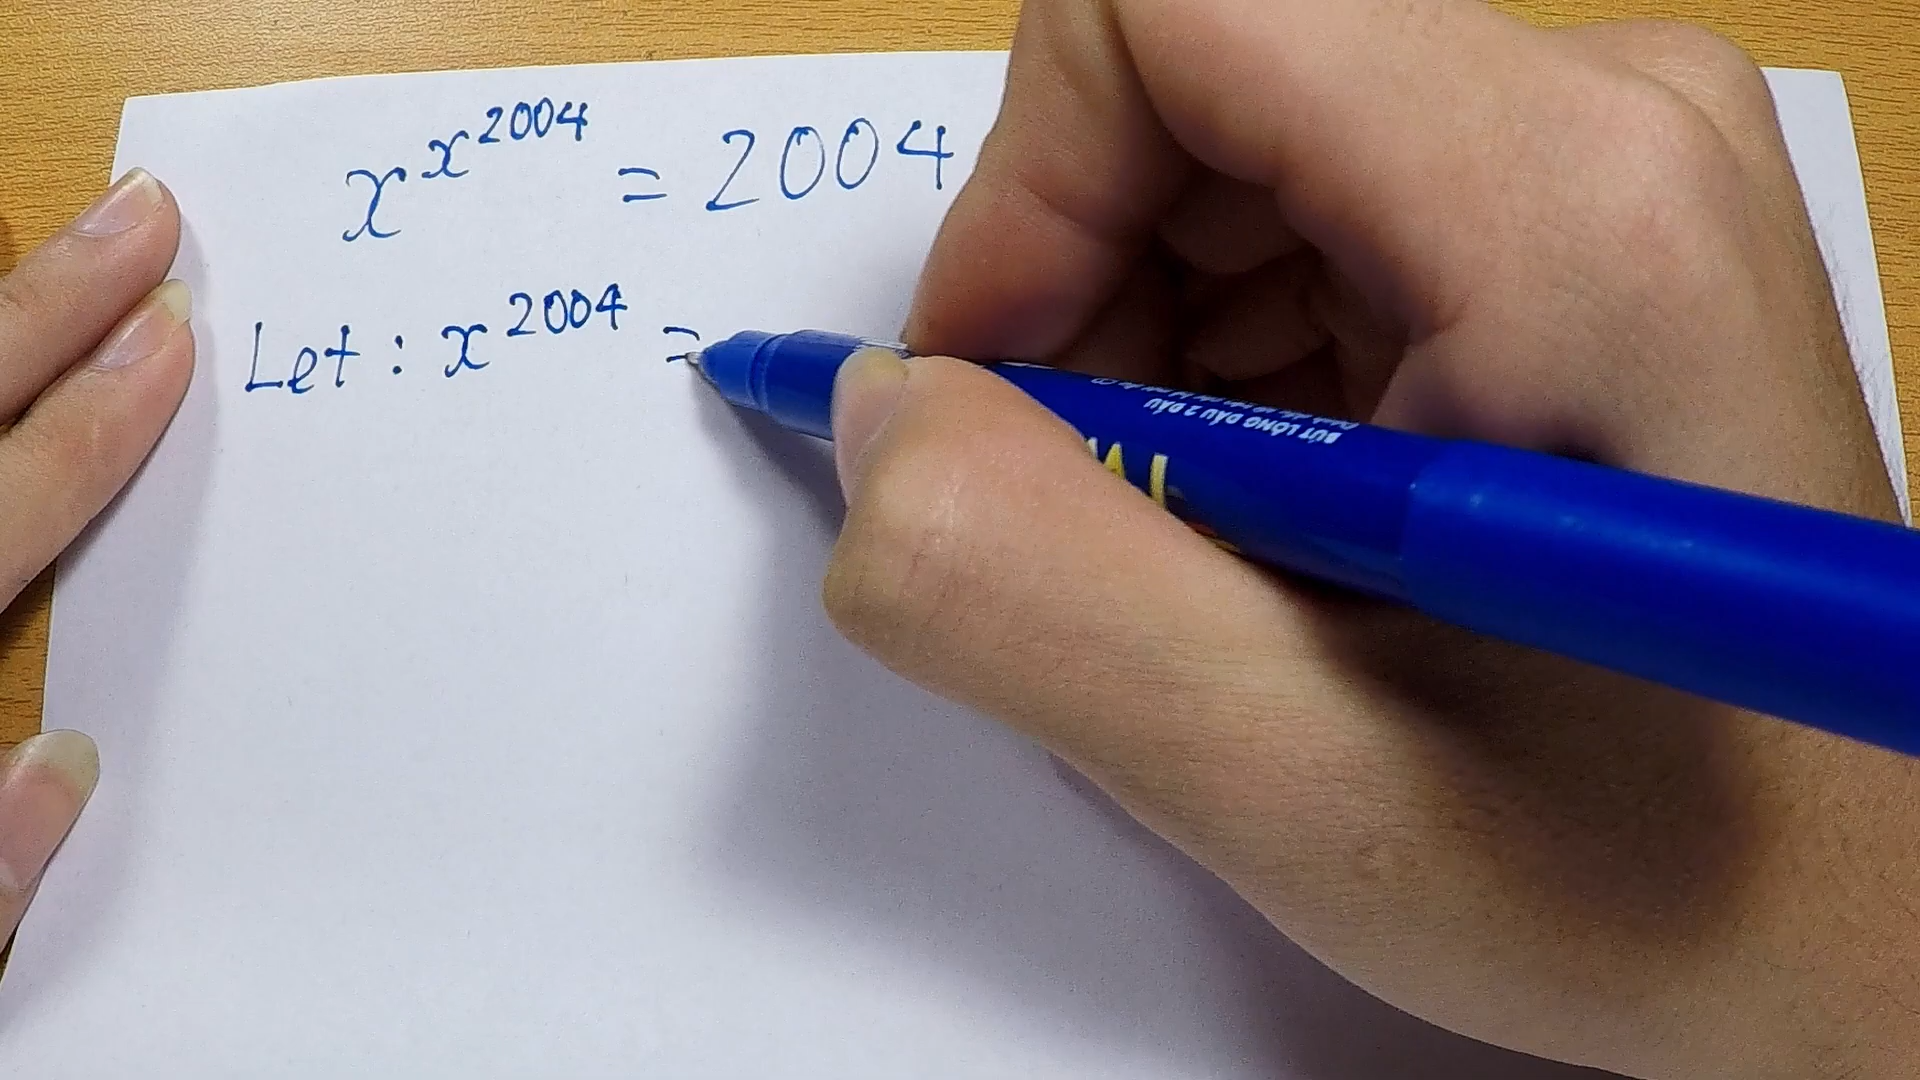 x^x^2004 = 2004
Let : x^2004 =
BÚT LÔNG DẦU 2 ĐẦU